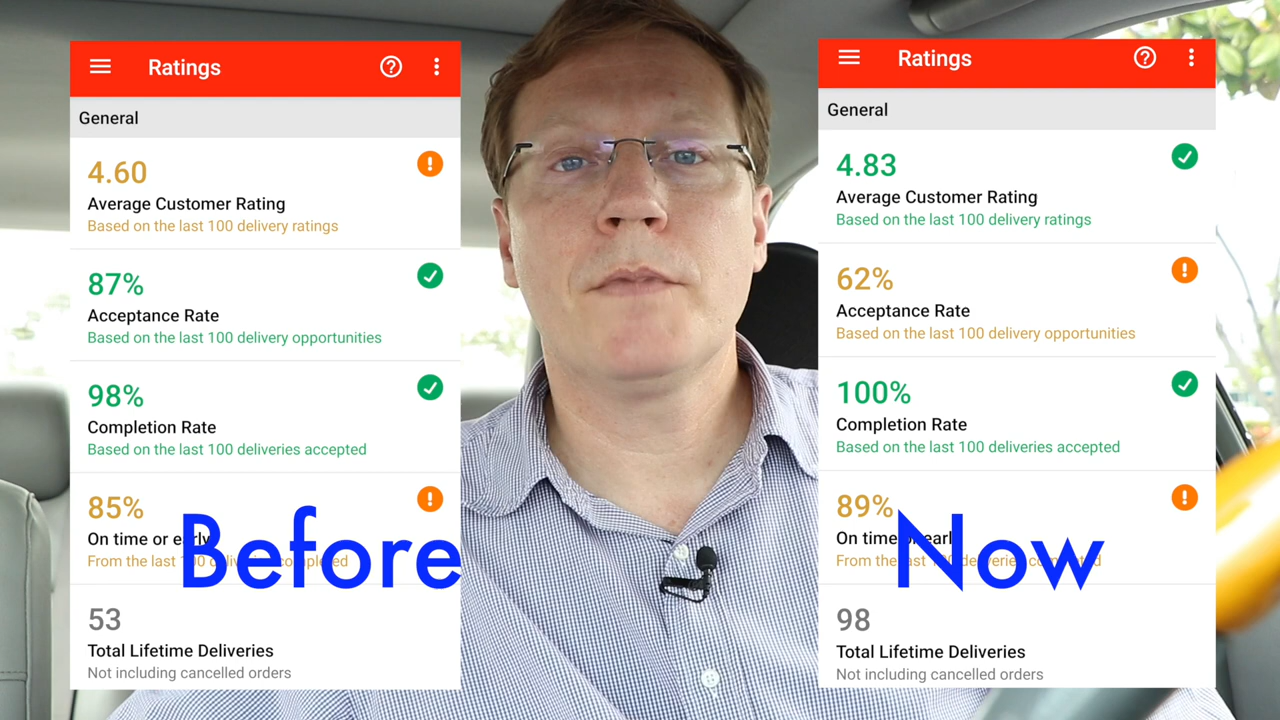 Ratings
General
4.60
Average Customer Rating
Based on the last 100 delivery ratings
87%
Acceptance Rate
Based on the last 100 delivery opportunities
98%
Completion Rate
Based on the last 100 deliveries accepted
85%
On time or early
From the last 100
Before
53
Total Lifetime Deliveries
Not including cancelled orders
Ratings
General
4.83
Average Customer Rating
Based on the last 100 delivery ratings
62%
Acceptance Rate
Based on the last 100 delivery opportunities
100%
Completion Rate
Based on the last 100 deliveries accepted
89%
On time early
From the last deliveries
Now
98
Total Lifetime Deliveries
Not including cancelled orders